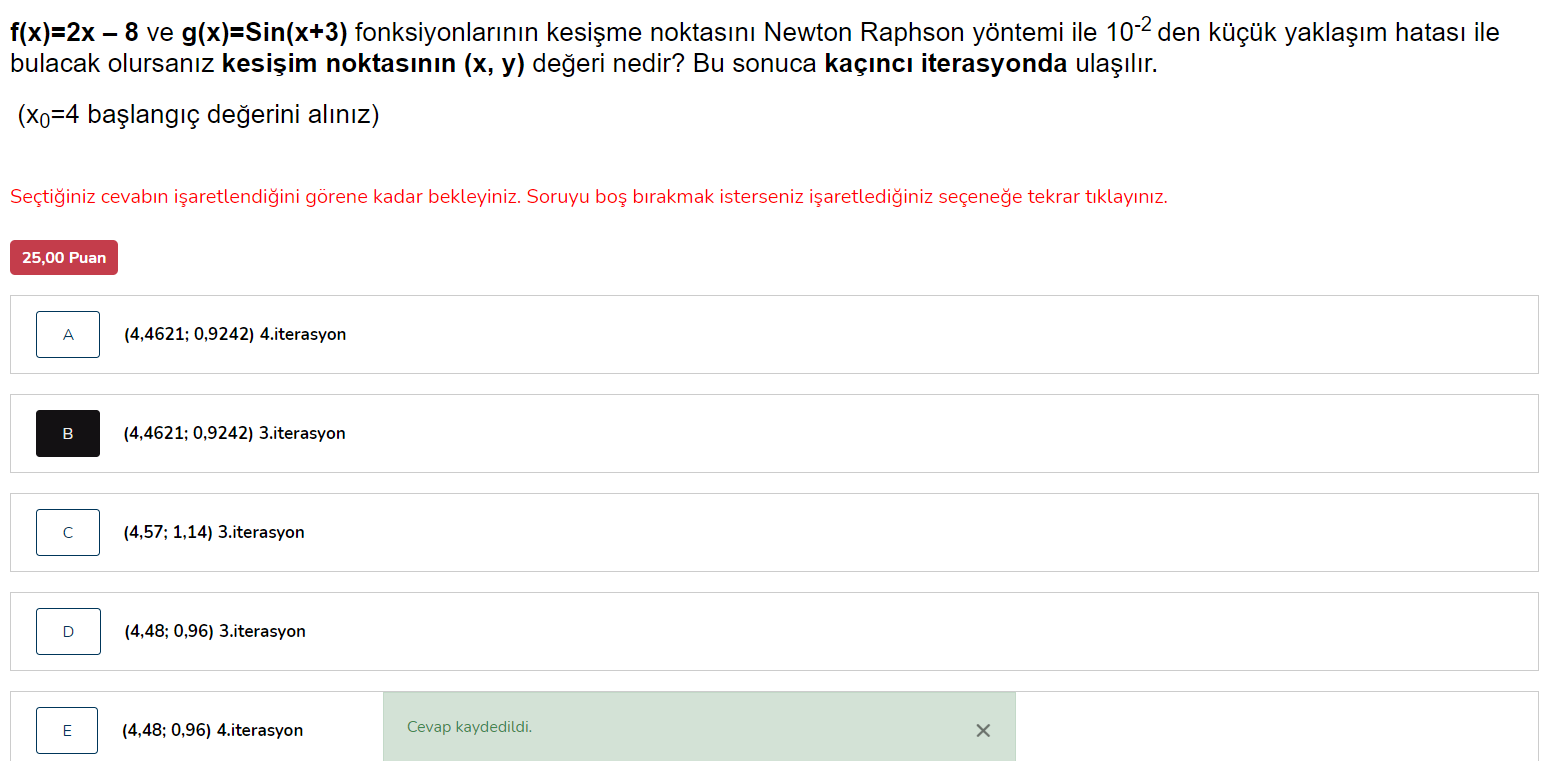 f(x)=2x – 8 ve g(x)=Sin(x+3) fonksiyonlarının kesişme noktasını Newton Raphson yöntemi ile 10⁻² den küçük yaklaşım hatası ile
bulacak olursanız kesişim noktasının (x, y) değeri nedir? Bu sonuca kaçıncı iterasyonda ulaşılır.
(x₀=4 başlangıç değerini alınız)
Seçtiğiniz cevabın işaretlendiğini görene kadar bekleyiniz. Soruyu boş bırakmak isterseniz işaretlediğiniz seçeneğe tekrar tıklayınız.
25,00 Puan
A (4,4621; 0,9242) 4.iterasyon
B (4,4621; 0,9242) 3.iterasyon
C (4,57; 1,14) 3.iterasyon
D (4,48; 0,96) 3.iterasyon
E (4,48; 0,96) 4.iterasyon
Cevap kaydedildi. ×